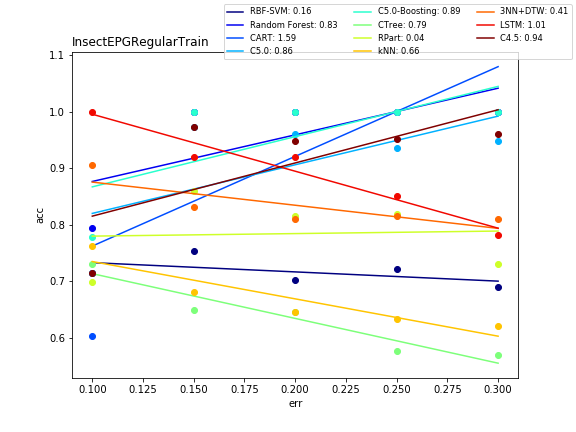 RBF-SVM: 0.16 C5.0-Boosting: 0.89 3NN+DTW: 0.41
Random Forest: 0.83 CTree: 0.79 LSTM: 1.01
CART: 1.59 RPart: 0.04 C4.5: 0.94
C5.0: 0.86 kNN: 0.66
InsectEPGRegularTrain
1.1
1.0
0.9
0.8
0.7
0.6
acc
0.100 0.125 0.150 0.175 0.200 0.225 0.250 0.275 0.300
err